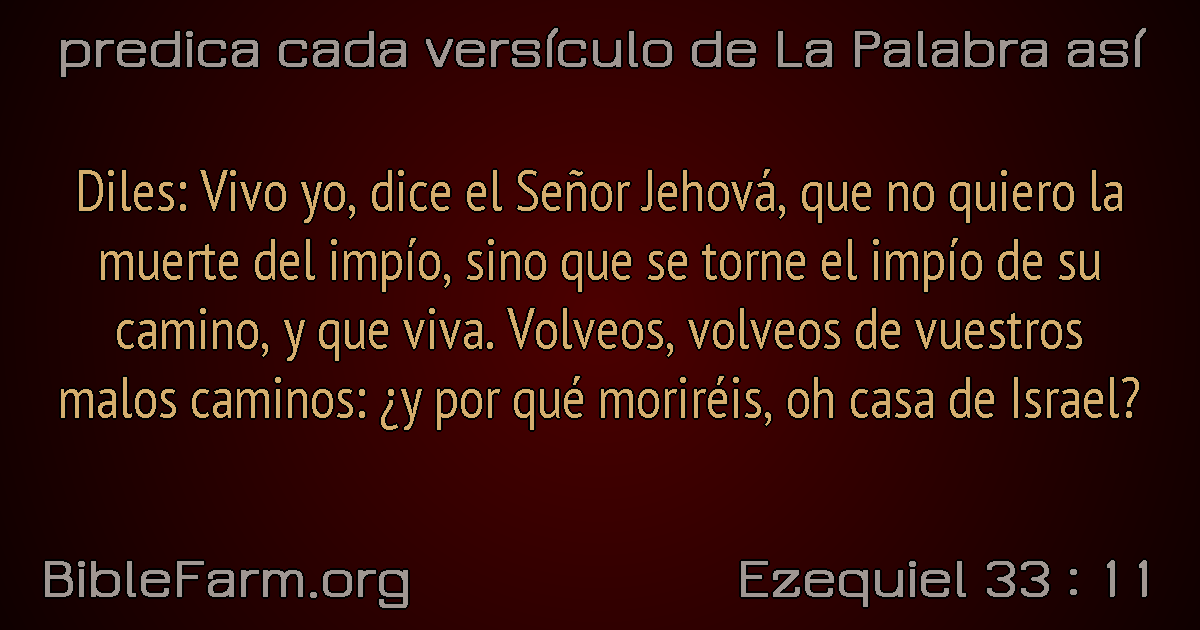 predica cada versículo de La Palabra así
Diles: Vivo yo, dice el Señor Jehová, que no quiero la
muerte del impío, sino que se torne el impío de su
camino, y que viva. Volveos, volveos de vuestros
malos caminos: ¿y por qué moriréis, oh casa de Israel?
BibleFarm.org
Ezequiel 33 : 11